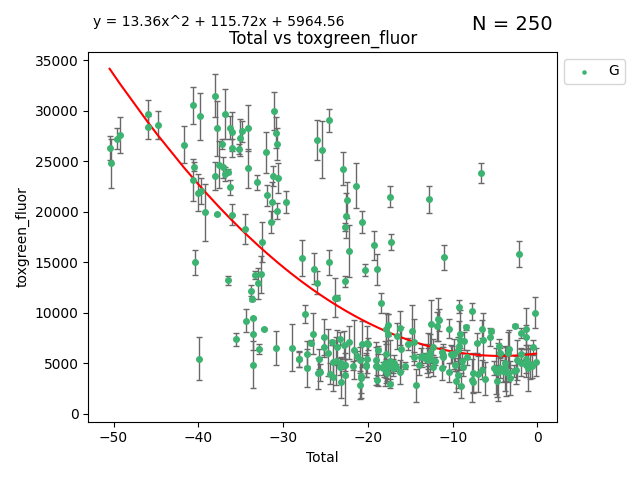 y = 13.36x^2 + 115.72x + 5964.56
N = 250
Total vs toxgreen_fluor
G
toxgreen_fluor
35000
30000
25000
20000
15000
10000
5000
0
−50
−40
−30
−20
−10
0
Total